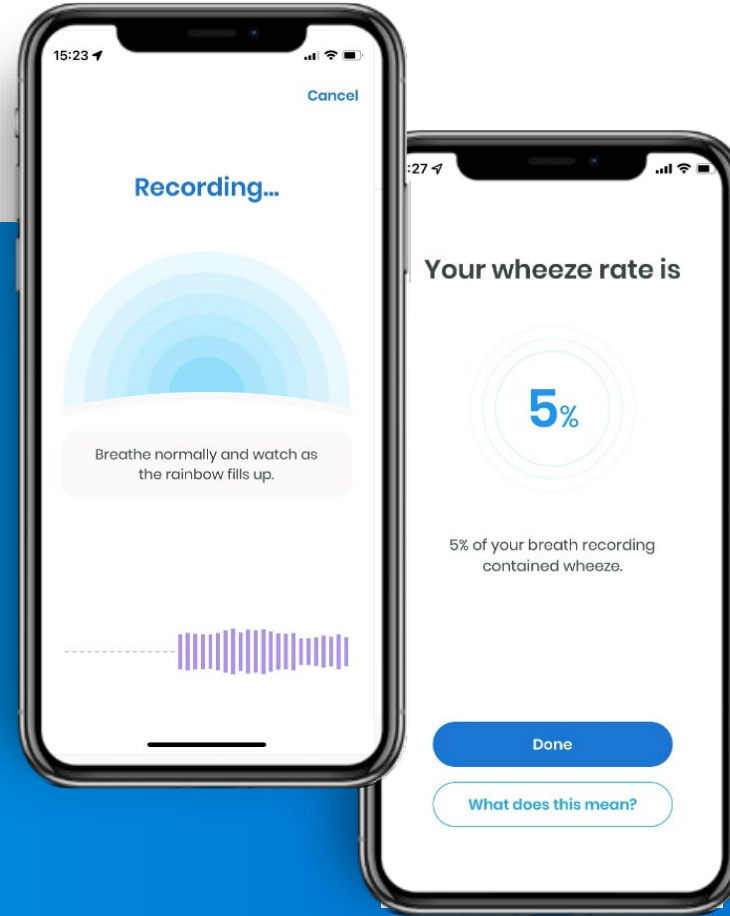 15:23
Cancel
Recording...
Breathe normally and watch as
the rainbow fills up.
:27
Your wheeze rate is
5%
5% of your breath recording
contained wheeze.
Done
What does this mean?